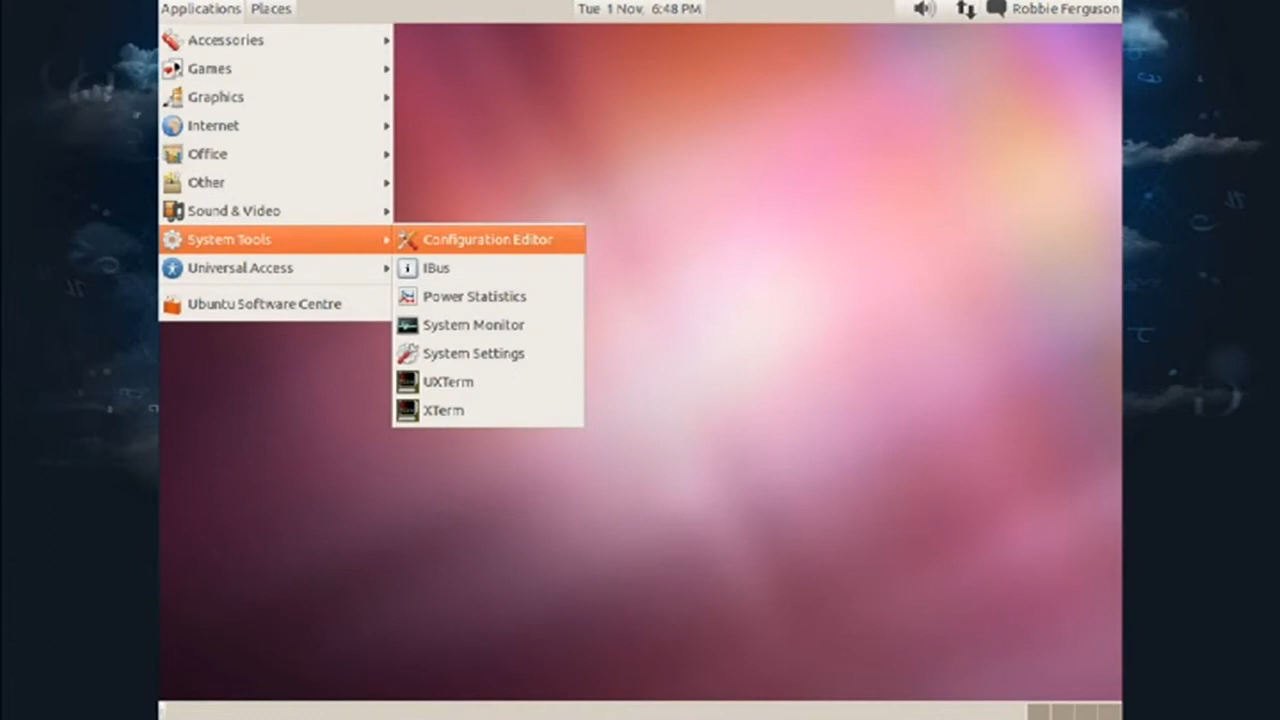 Applications Places Tue 1 Nov, 6:48 PM Robbie Ferguson
Accessories
Games
Graphics
Internet
Office
Other
Sound & Video
System Tools
Universal Access
Ubuntu Software Centre
Configuration Editor
IBus
Power Statistics
System Monitor
System Settings
UXTerm
XTerm